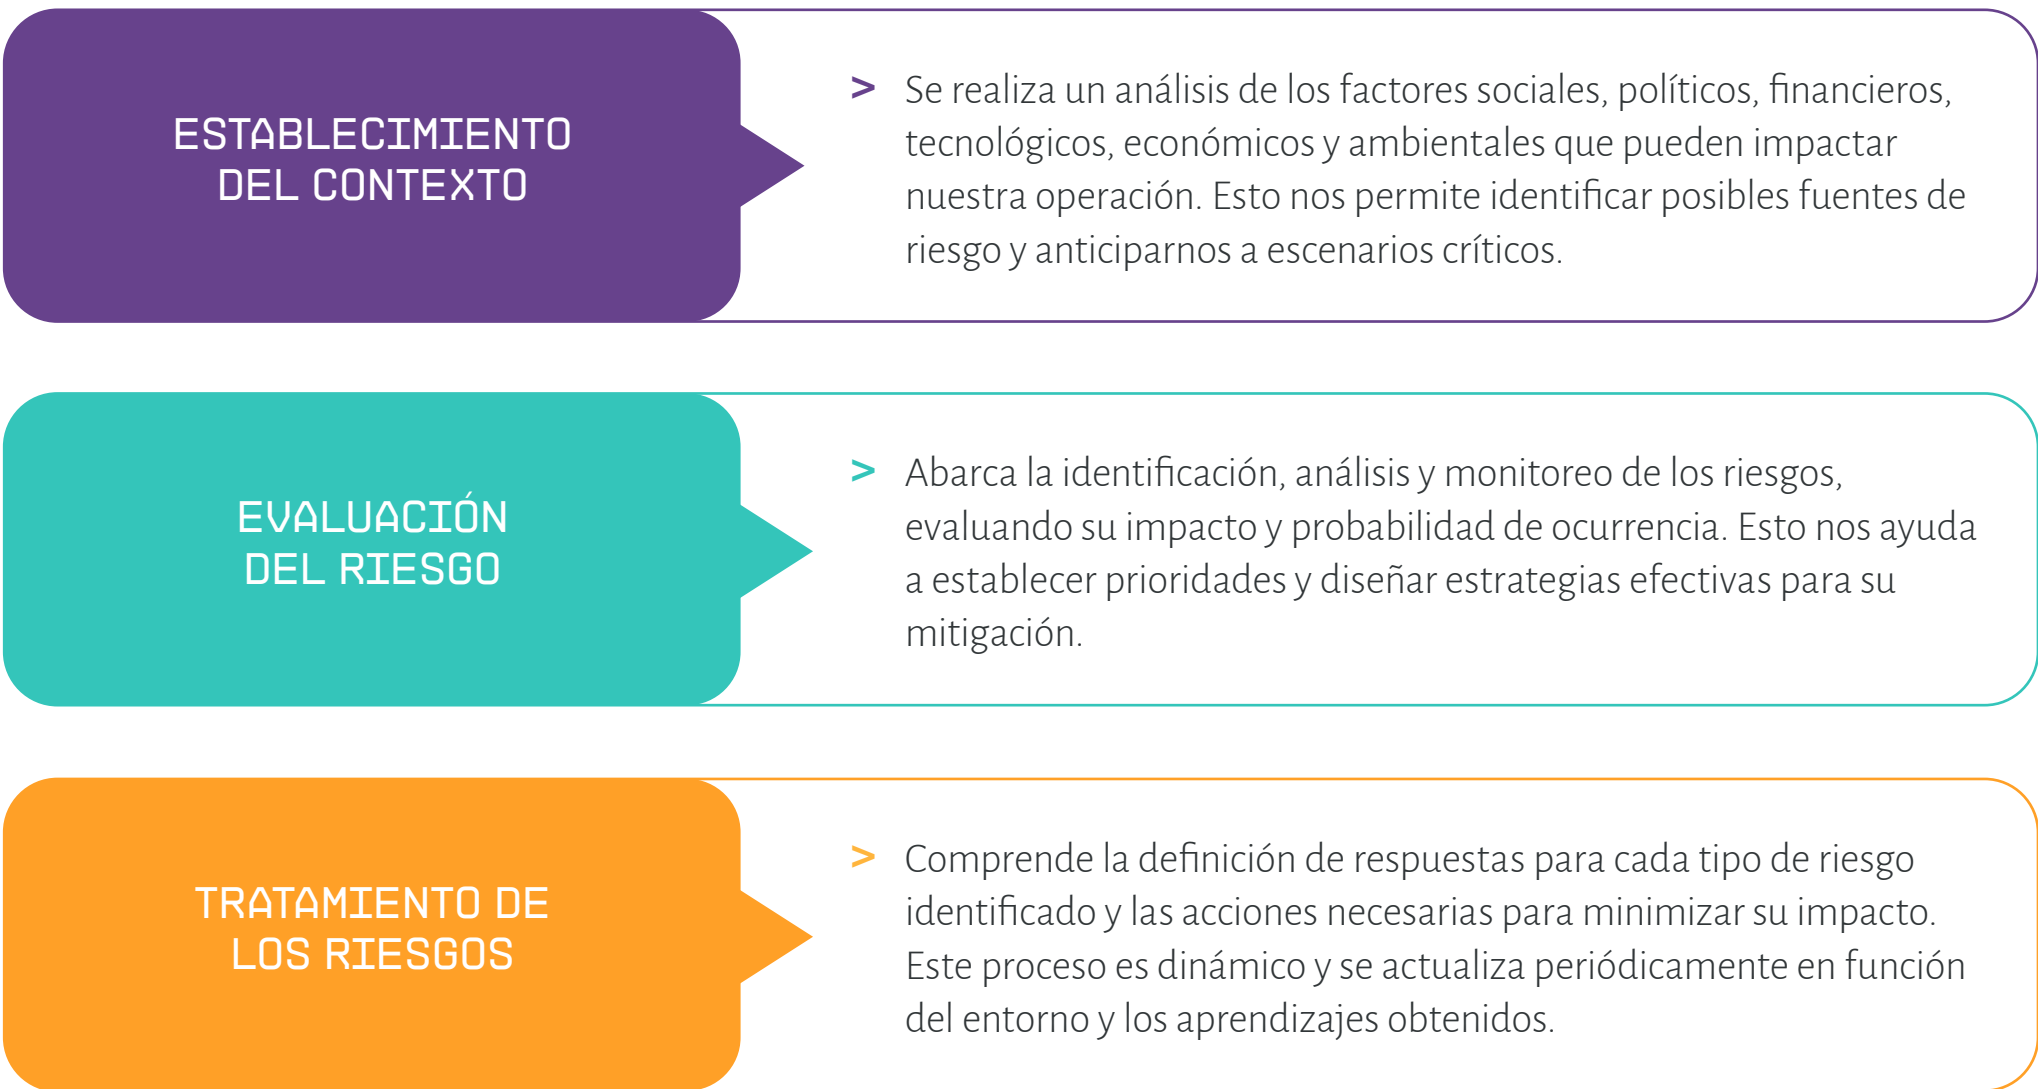 ESTABLECIMIENTO
DEL CONTEXTO
> Se realiza un análisis de los factores sociales, políticos, financieros,
tecnológicos, económicos y ambientales que pueden impactar
nuestra operación. Esto nos permite identificar posibles fuentes de
riesgo y anticiparnos a escenarios críticos.
EVALUACIÓN
DEL RIESGO
> Abarca la identificación, análisis y monitoreo de los riesgos,
evaluando su impacto y probabilidad de ocurrencia. Esto nos ayuda
a establecer prioridades y diseñar estrategias efectivas para su
mitigación.
TRATAMIENTO DE
LOS RIESGOS
> Comprende la definición de respuestas para cada tipo de riesgo
identificado y las acciones necesarias para minimizar su impacto.
Este proceso es dinámico y se actualiza periódicamente en función
del entorno y los aprendizajes obtenidos.